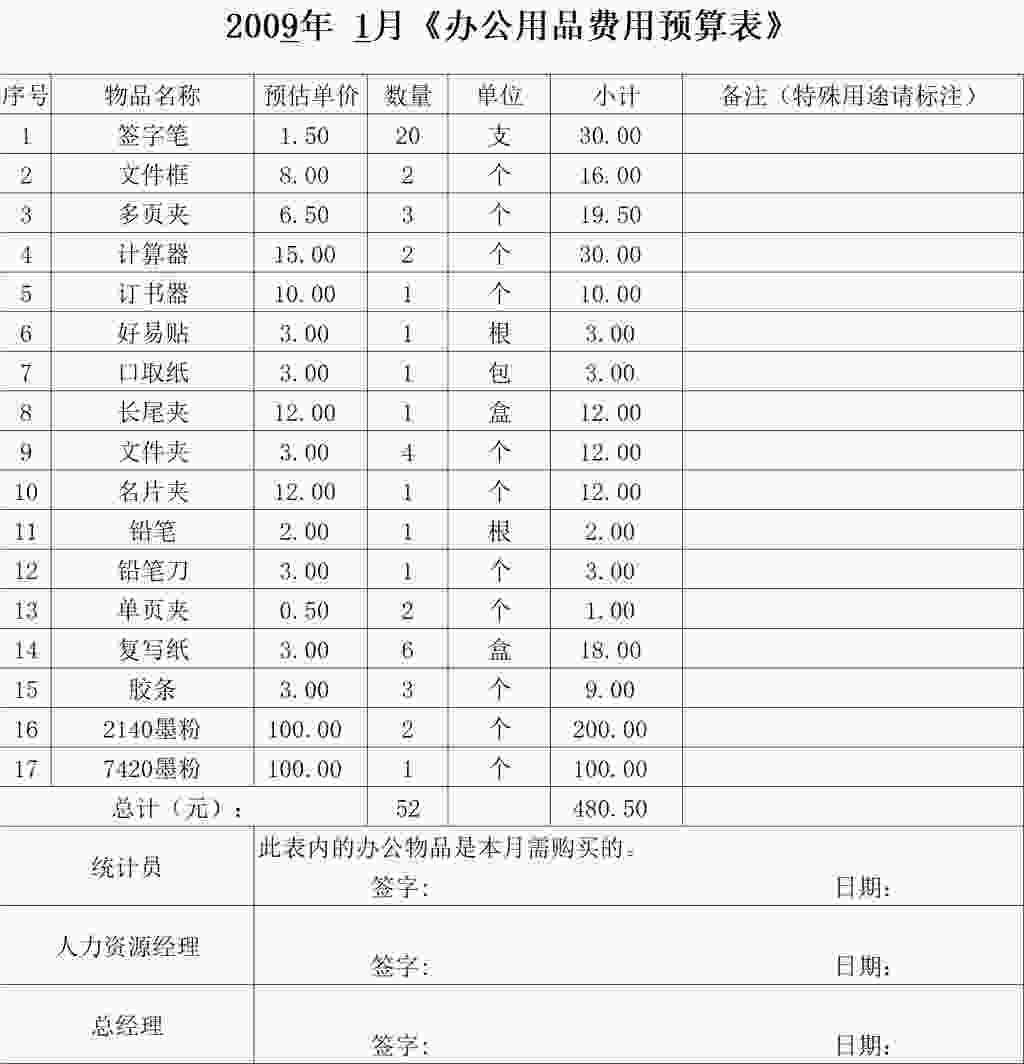 2009年 1月《办公用品费用预算表》
序号 物品名称 预估单价 数量 单位 小计 备注（特殊用途请标注）
1 签字笔 1.50 20 支 30.00
2 文件框 8.00 2 个 16.00
3 多页夹 6.50 3 个 19.50
4 计算器 15.00 2 个 30.00
5 订书器 10.00 1 个 10.00
6 好易贴 3.00 1 根 3.00
7 口取纸 3.00 1 包 3.00
8 长尾夹 12.00 1 盒 12.00
9 文件夹 3.00 4 个 12.00
10 名片夹 12.00 1 个 12.00
11 铅笔 2.00 1 根 2.00
12 铅笔刀 3.00 1 个 3.00
13 单页夹 0.50 2 个 1.00
14 复写纸 3.00 6 盒 18.00
15 胶条 3.00 3 个 9.00
16 2140墨粉 100.00 2 个 200.00
17 7420墨粉 100.00 1 个 100.00
总计（元）： 52 480.50
此表内的办公物品是本月需购买的。
统计员
签字： 日期：
人力资源经理
签字： 日期：
总经理
签字： 日期：